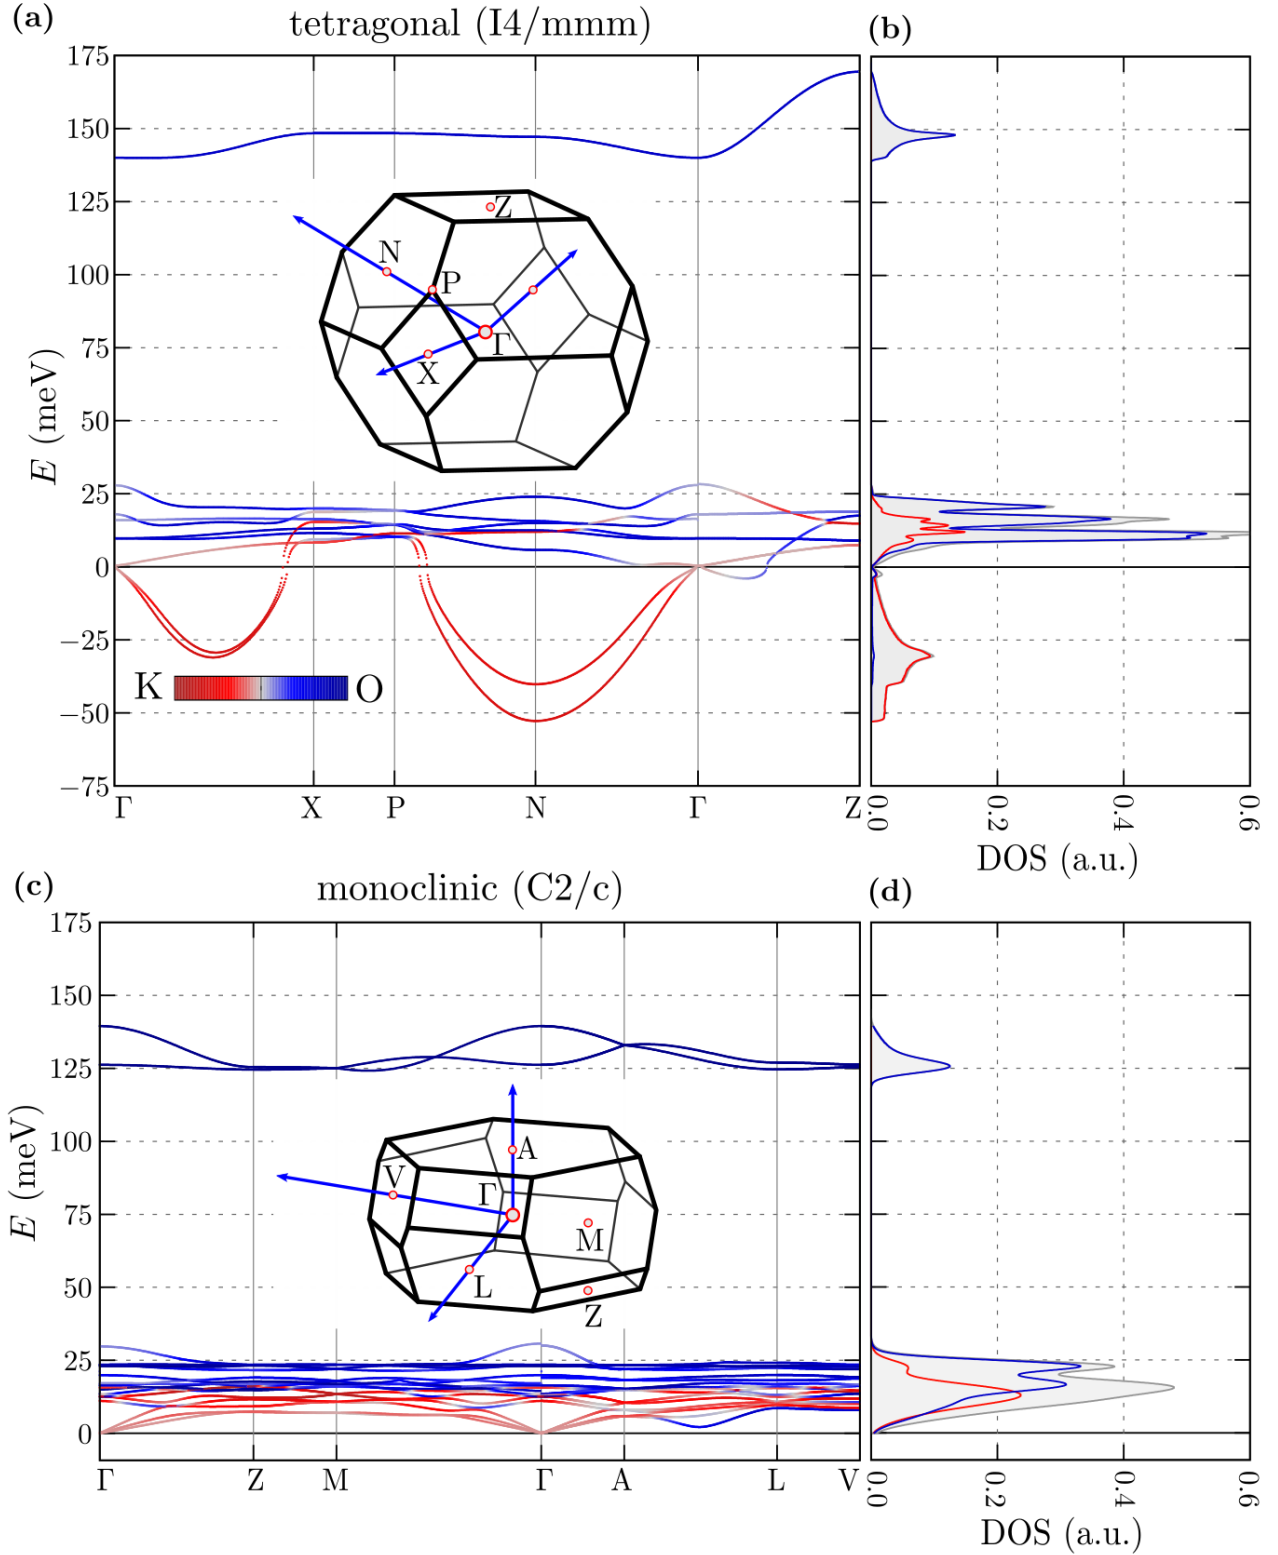 (a)
tetragonal (I4/mmm)
(b)
175
150
125
100
75
50
25
0
−25
−50
−75
E (meV)
Z
N
P
Γ
X
K
O
Γ X P N Γ Z
0.0 0.2 0.4 0.6
DOS (a.u.)
(c)
monoclinic (C2/c)
(d)
175
150
125
100
75
50
25
0
E (meV)
A
V
Γ
M
L
Z
Γ Z M Γ A L V
0.0 0.2 0.4 0.6
DOS (a.u.)